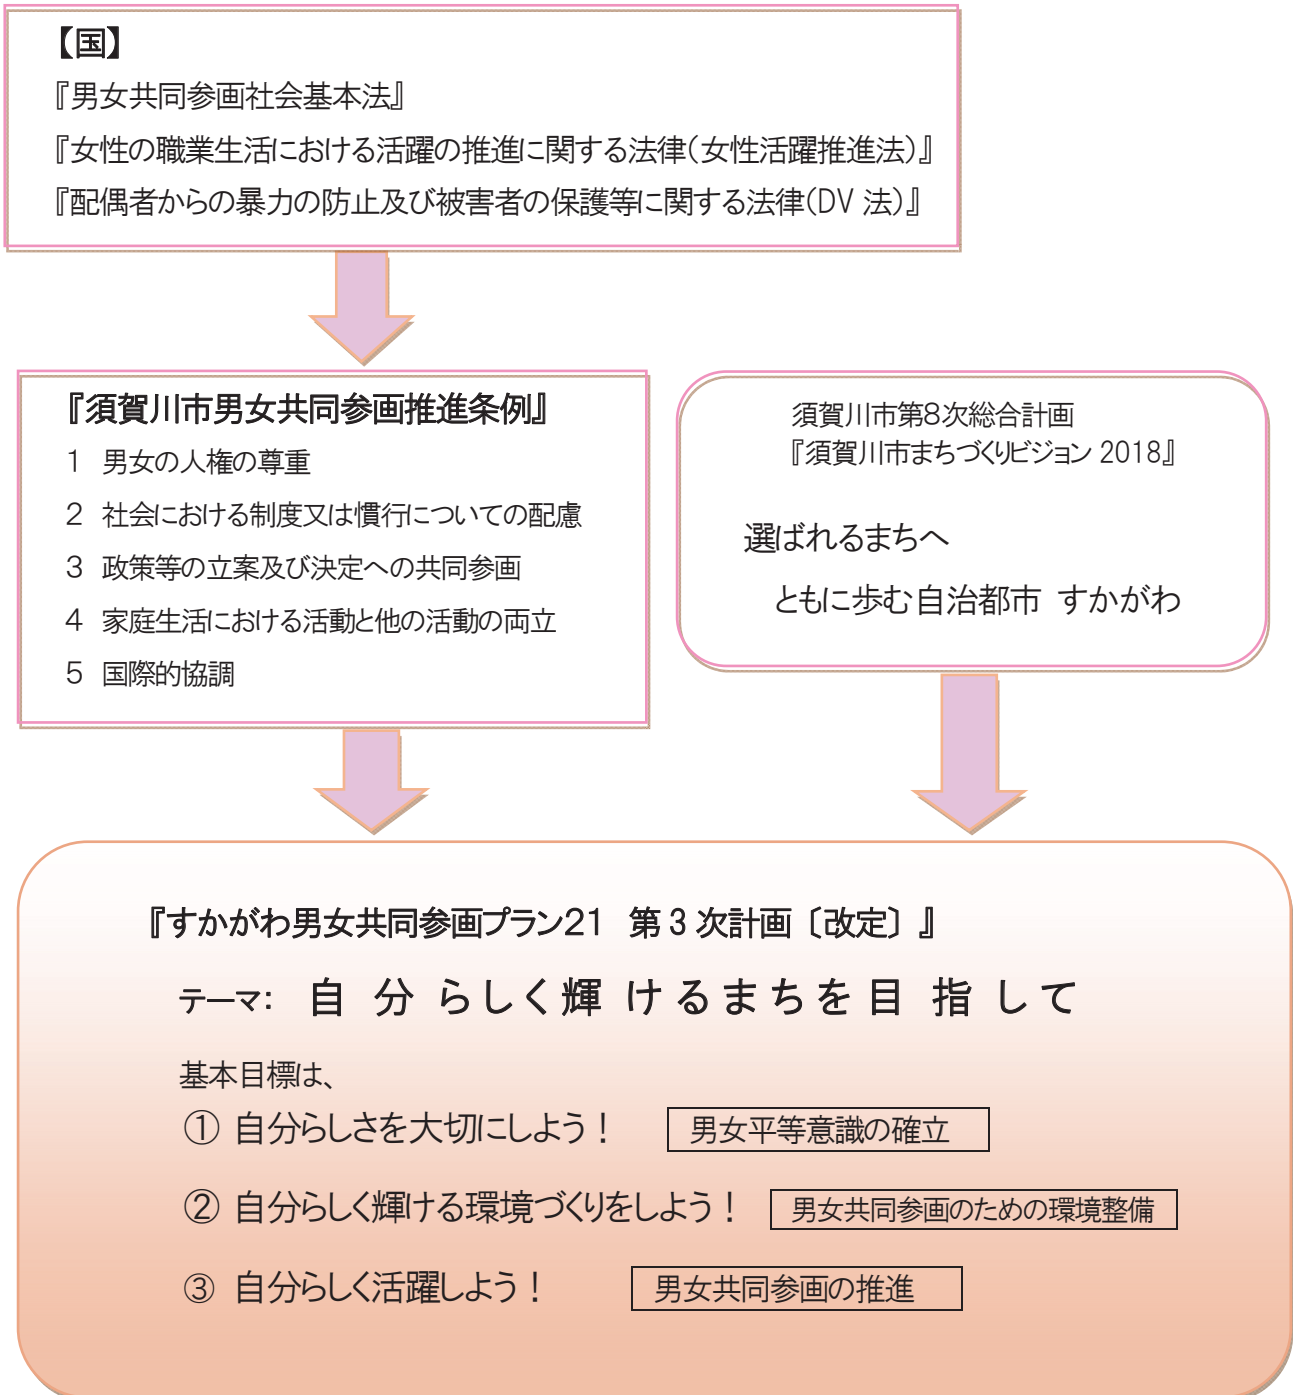 【国】
『男女共同参画社会基本法』
『女性の職業生活における活躍の推進に関する法律(女性活躍推進法)』
『配偶者からの暴力の防止及び被害者の保護等に関する法律(DV 法)』
『須賀川市男女共同参画推進条例』
1 男女の人権の尊重
2 社会における制度又は慣行についての配慮
3 政策等の立案及び決定への共同参画
4 家庭生活における活動と他の活動の両立
5 国際的協調
須賀川市第8次総合計画
『須賀川市まちづくりビジョン 2018』
選ばれるまちへ
ともに歩む自治都市 すかがわ
『すかがわ男女共同参画プラン21 第3次計画〔改定〕』
テーマ: 自分らしく輝けるまちを目指して
基本目標は、
① 自分らしさを大切にしよう! 男女平等意識の確立
② 自分らしく輝ける環境づくりをしよう! 男女共同参画のための環境整備
③ 自分らしく活躍しよう! 男女共同参画の推進